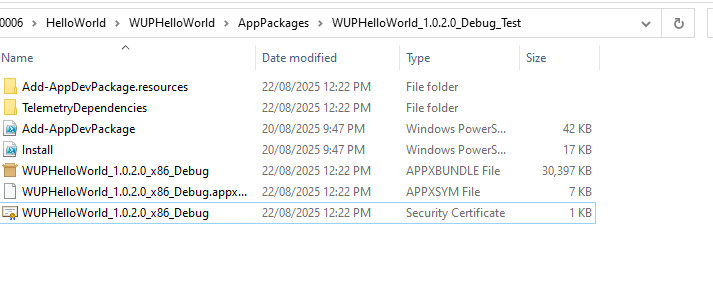 0006 > HelloWorld > WUPHelloWorld > AppPackages > WUPHelloWorld_1.0.2.0_Debug_Test
Name Date modified Type Size
Add-AppDevPackage.resources 22/08/2025 12:22 PM File folder
TelemetryDependencies 22/08/2025 12:22 PM File folder
Add-AppDevPackage 20/08/2025 9:47 PM Windows PowerS... 42 KB
Install 20/08/2025 9:47 PM Windows PowerS... 17 KB
WUPHelloWorld_1.0.2.0_x86_Debug 22/08/2025 12:22 PM APPXBUNDLE File 30,397 KB
WUPHelloWorld_1.0.2.0_x86_Debug.appx... 22/08/2025 12:22 PM APPXSYM File 7 KB
WUPHelloWorld_1.0.2.0_x86_Debug 22/08/2025 12:22 PM Security Certificate 1 KB